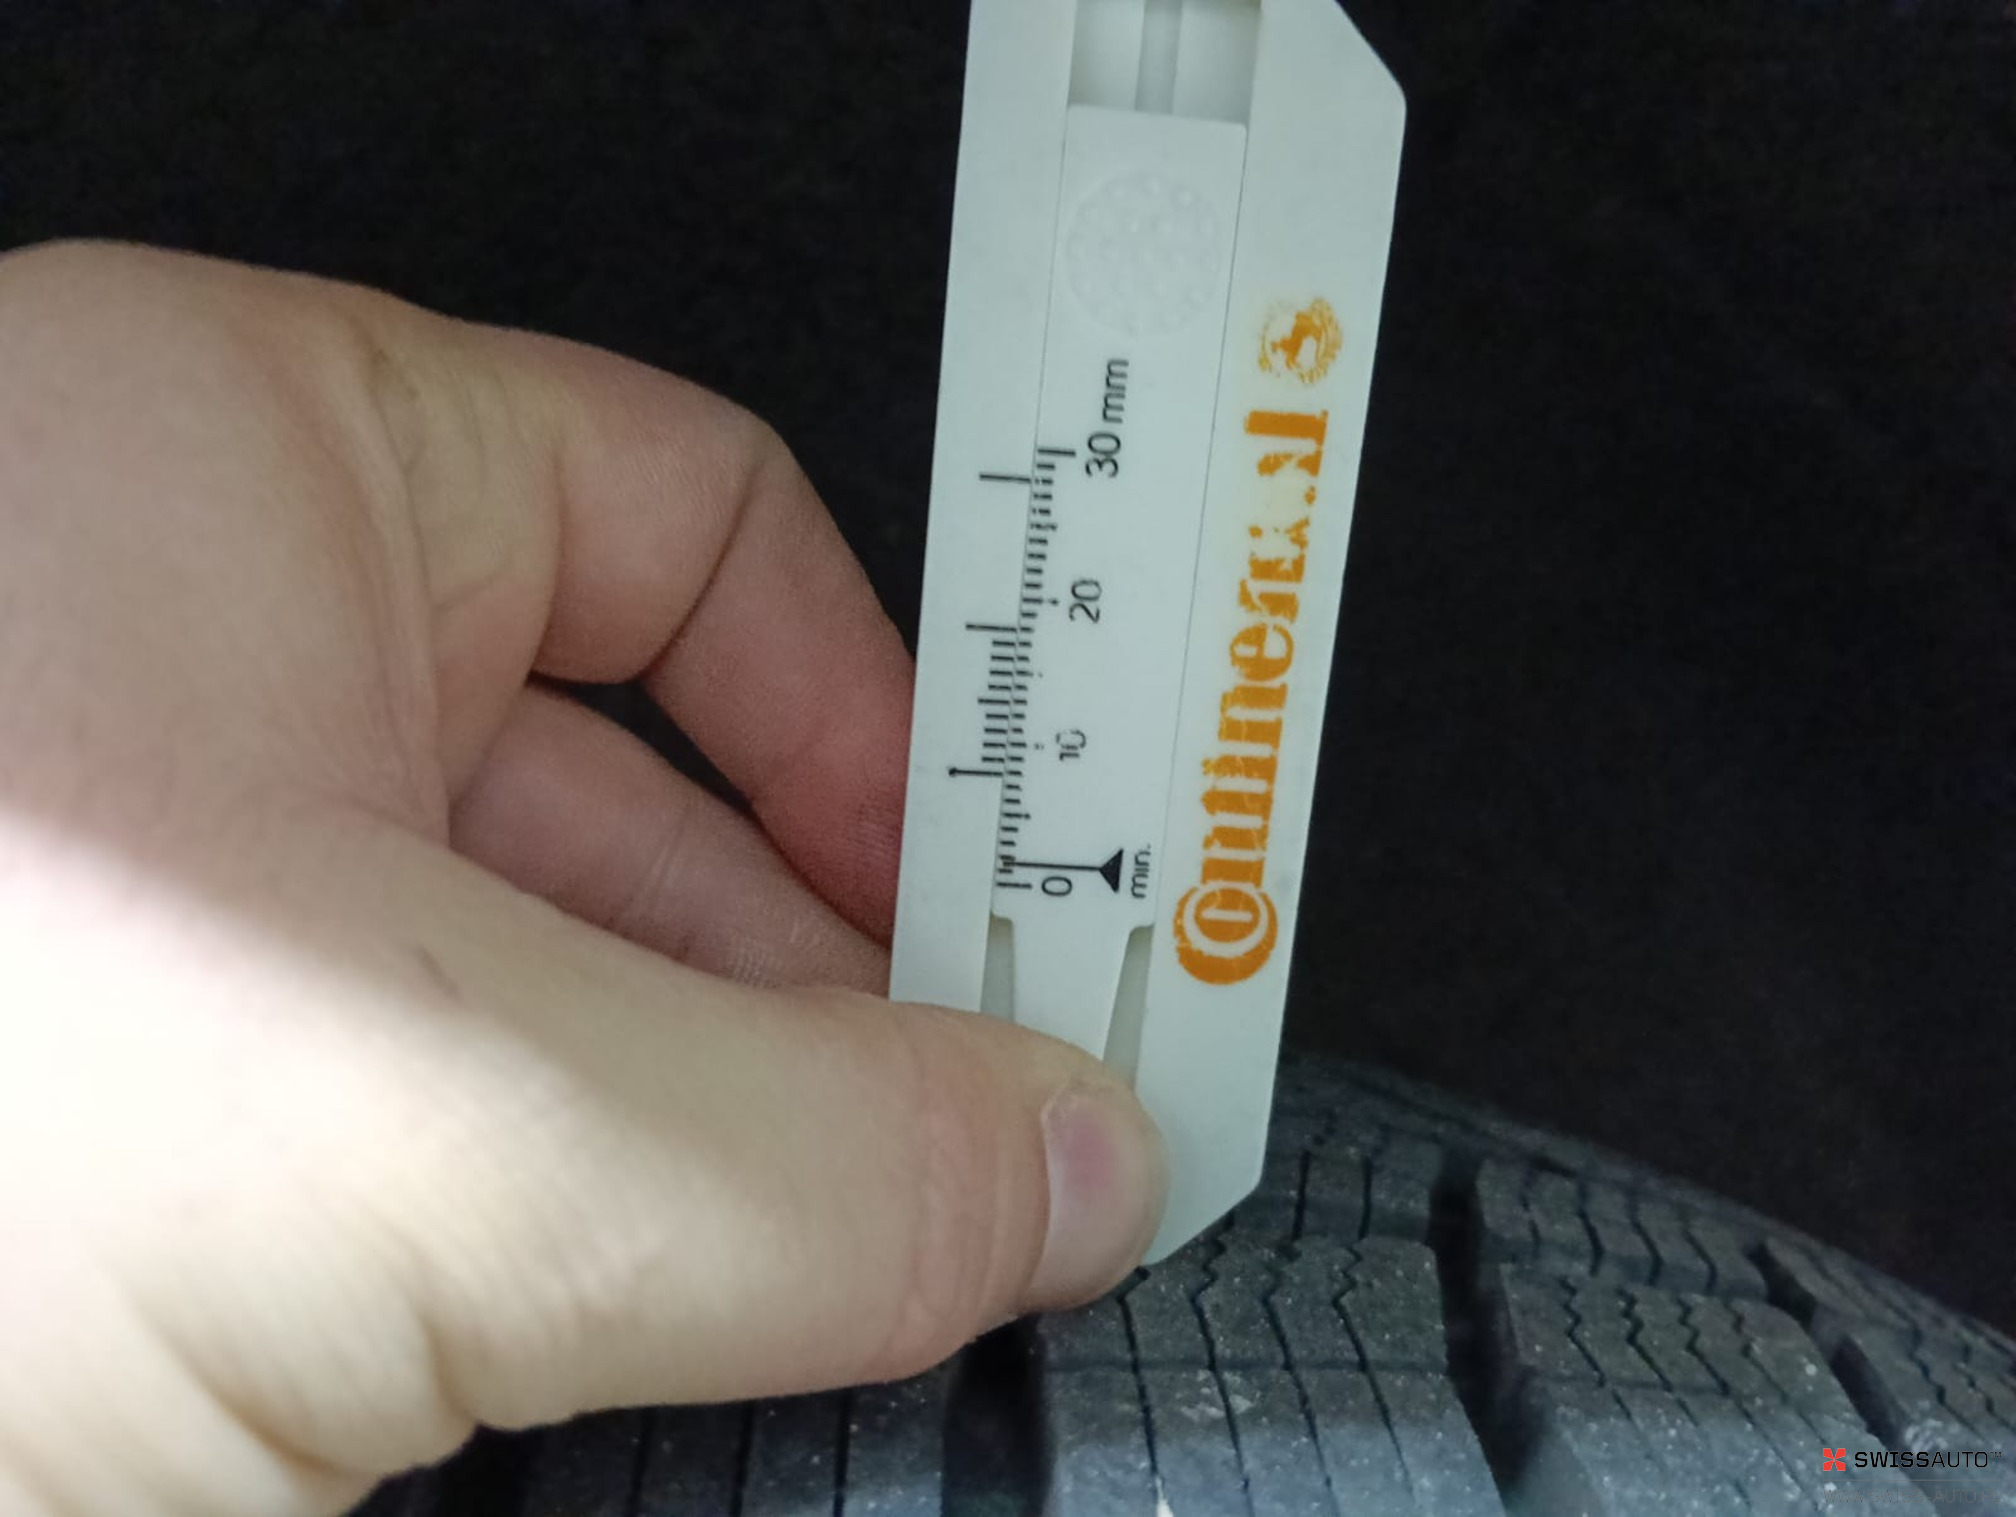 30 mm
20
10
0
min.
Continental
SWISSAUTO